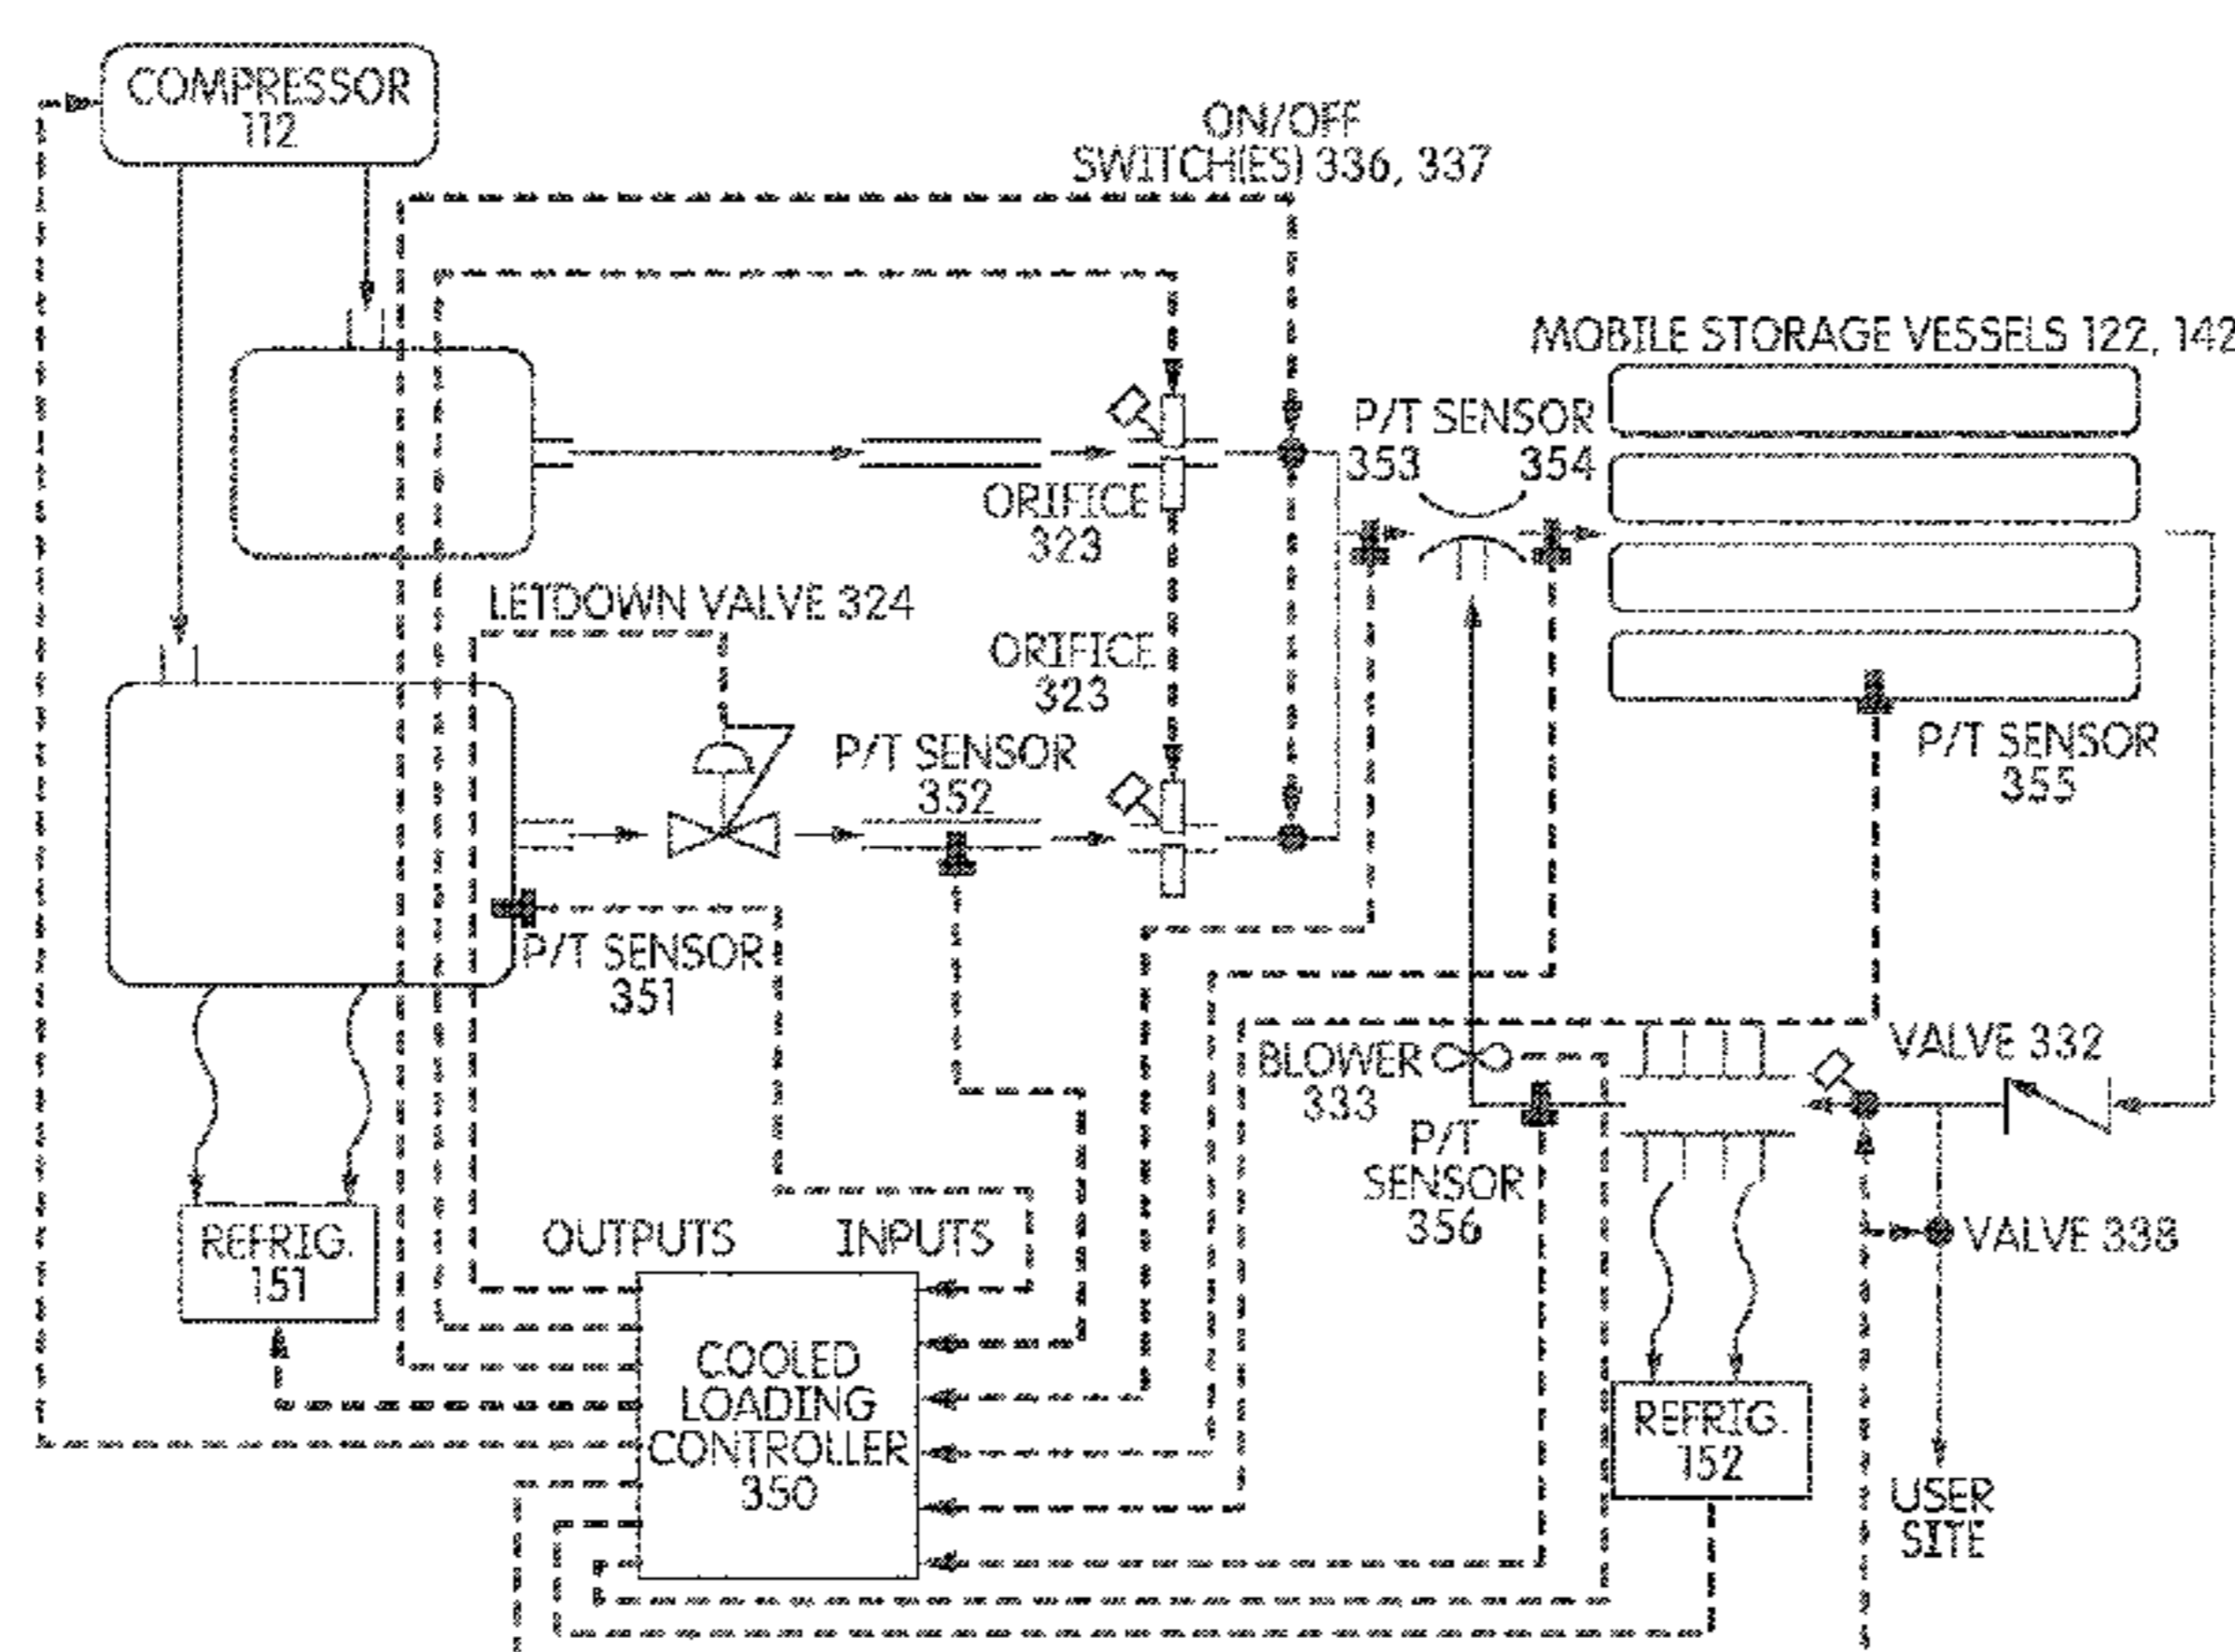 COMPRESSOR
112
ON/OFF
SWITCH(ES) 336, 337
MOBILE STORAGE VESSELS 122, 142
P/T SENSOR
353 354
ORIFICE
323
LETDOWN VALVE 324
ORIFICE
323
P/T SENSOR
352
P/T SENSOR
355
P/T SENSOR
351
VALVE 332
BLOWER
333
P/T
SENSOR
356
VALVE 338
REFRIG.
151
OUTPUTS INPUTS
COOLED
LOADING
CONTROLLER
350
REFRIG.
152
USER
SITE